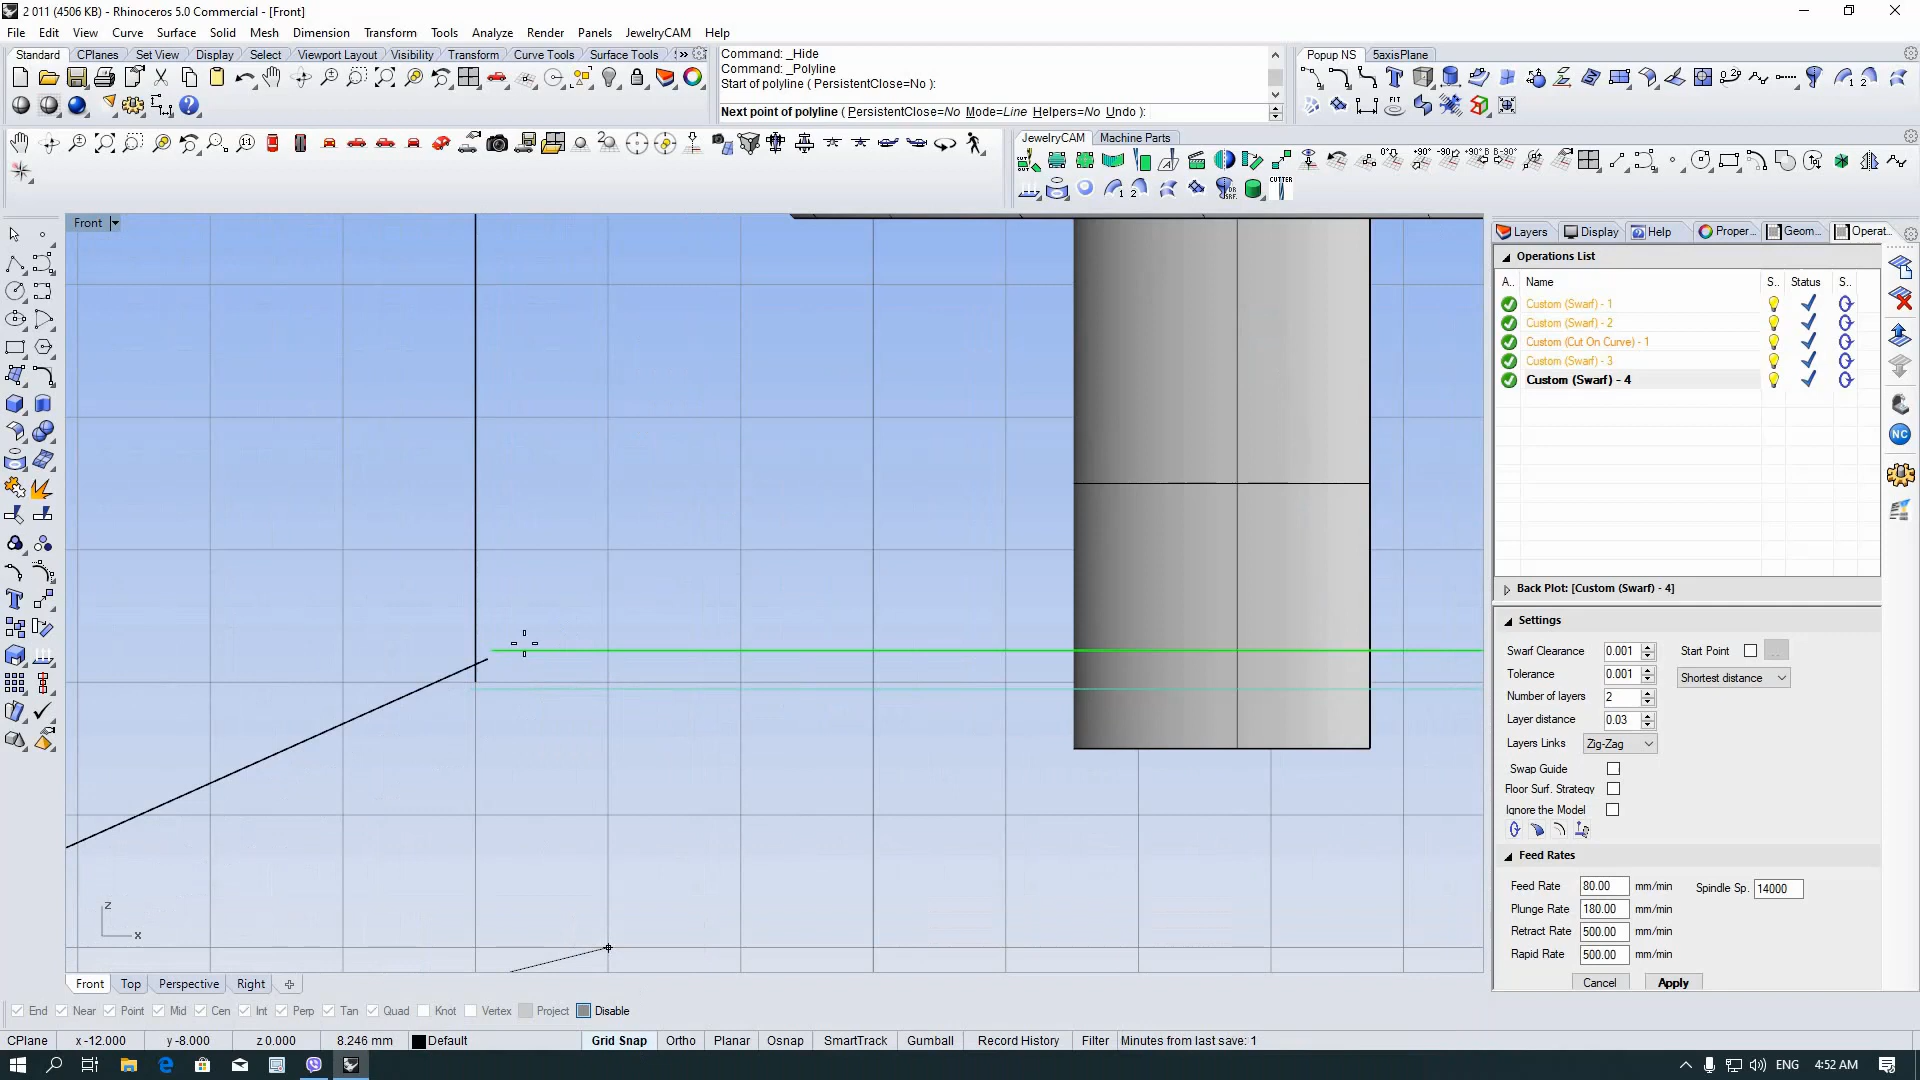 2 011 (4506 KB) - Rhinoceros 5.0 Commercial - [Front]
File Edit View Curve Surface Solid Mesh Dimension Transform Tools Analyze Render Panels JewelryCAM Help
Standard CPlanes Set View Display Select Viewport Layout Visibility Transform Curve Tools Surface Tools »
Command: _Hide
Command: _Polyline
Start of polyline ( PersistentClose=No ):
Next point of polyline ( PersistentClose=No Mode=Line Helpers=No Undo ):
Popup NS 5axisPlane
FIT
JewelryCAM Machine Parts
CUTTER
Front
Layers Display Help Proper... Geom... Operat...
Operations List
A.. Name S.. Status S..
Custom (Swarf) - 1
Custom (Swarf) - 2
Custom (Cut On Curve) - 1
Custom (Swarf) - 3
Custom (Swarf) - 4
NC
Back Plot: [Custom (Swarf) - 4]
Settings
Swarf Clearance 0.001 Start Point
Tolerance 0.001 Shortest distance
Number of layers 2
Layer distance 0.03
Layers Links Zig-Zag
Swap Guide
Floor Surf. Strategy
Ignore the Model
Feed Rates
Feed Rate 80.00 mm/min Spindle Sp. 14000
Plunge Rate 180.00 mm/min
Retract Rate 500.00 mm/min
Rapid Rate 500.00 mm/min
Cancel Apply
z
x
Front Top Perspective Right
End Near Point Mid Cen Int Perp Tan Quad Knot Vertex Project Disable
CPlane x -12.000 y -8.000 z 0.000 8.246 mm Default Grid Snap Ortho Planar Osnap SmartTrack Gumball Record History Filter Minutes from last save: 1
ENG 4:52 AM